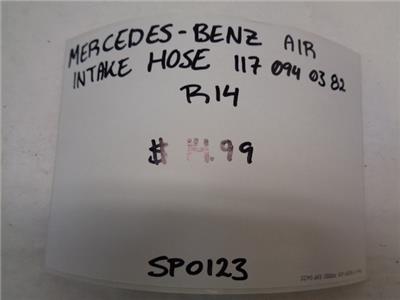 MERCEDES-BENZ AIR
INTAKE HOSE 117 094 03 82
R14
$ 14.99
SP0123